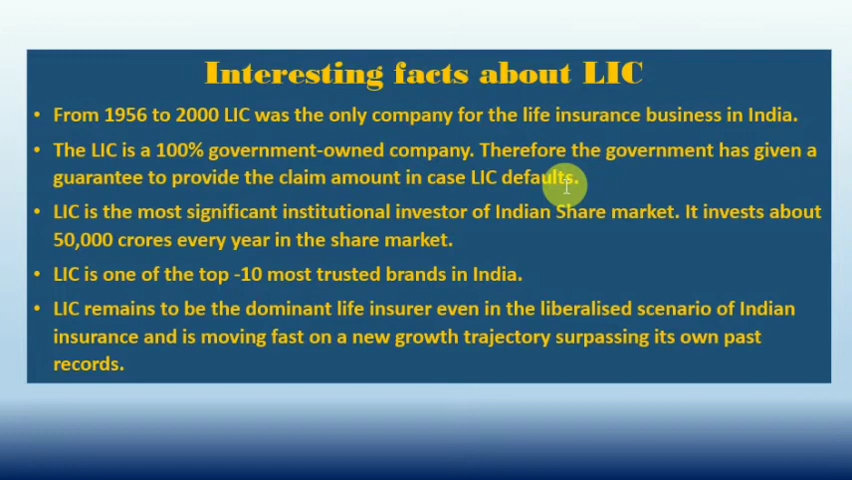 Interesting facts about LIC
• From 1956 to 2000 LIC was the only company for the life insurance business in India.
• The LIC is a 100% government-owned company. Therefore the government has given a
guarantee to provide the claim amount in case LIC defaults.
• LIC is the most significant institutional investor of Indian Share market. It invests about
50,000 crores every year in the share market.
• LIC is one of the top -10 most trusted brands in India.
• LIC remains to be the dominant life insurer even in the liberalised scenario of Indian
insurance and is moving fast on a new growth trajectory surpassing its own past
records.